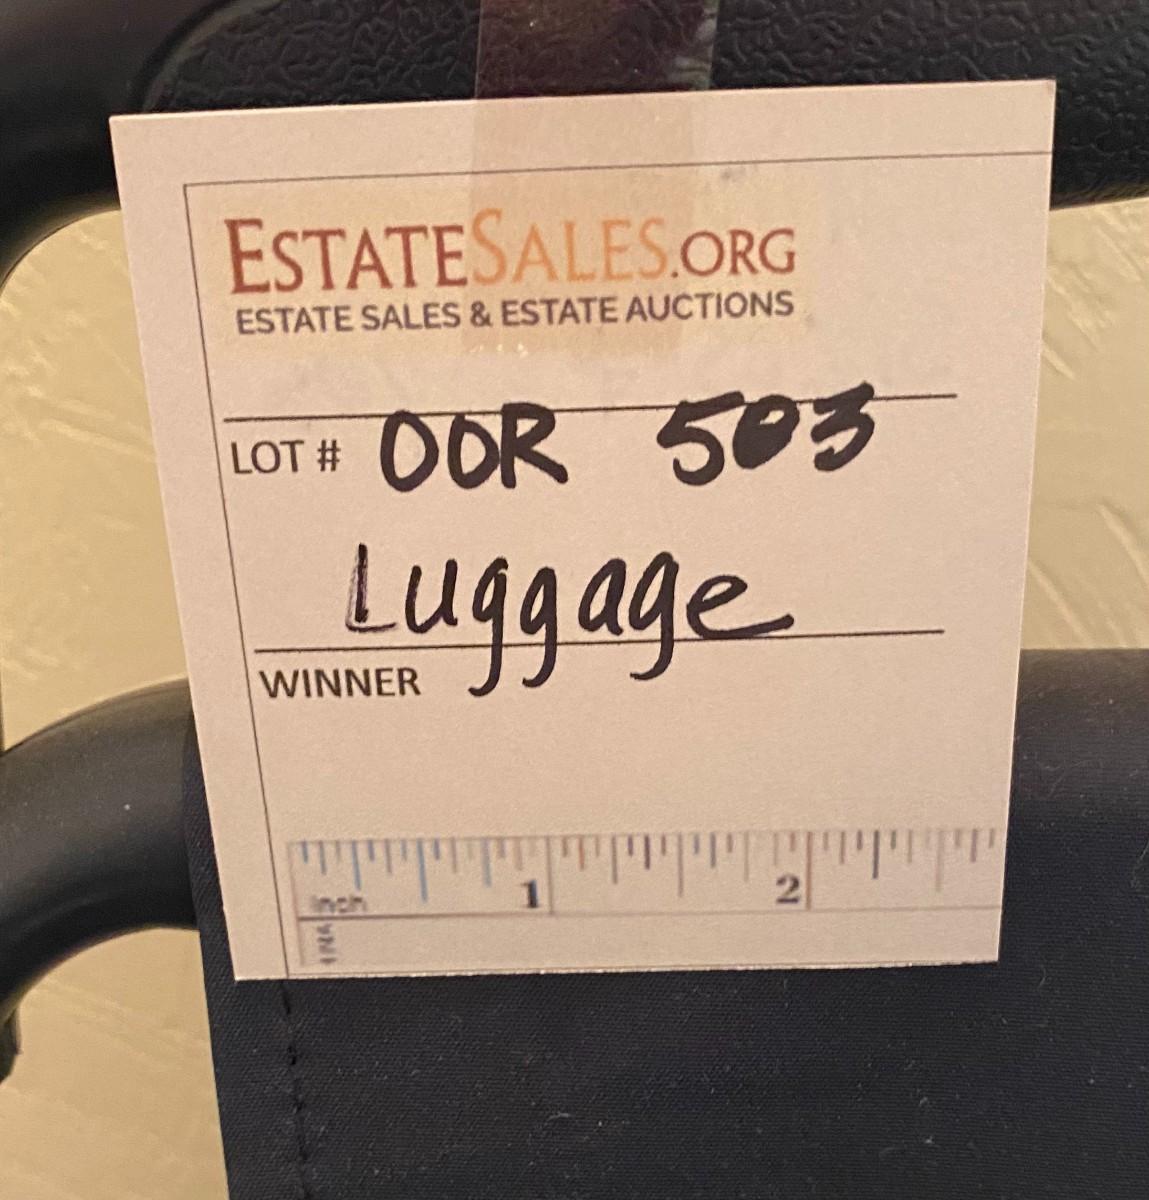 ESTATESALES.ORG
ESTATE SALES & ESTATE AUCTIONS
LOT # OOR 503
Luggage
WINNER
1 2
inch